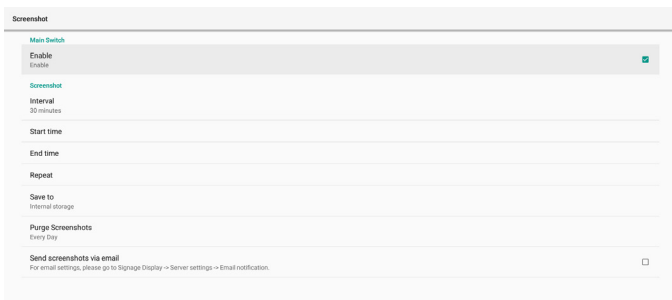 Screenshot
Main Switch
Enable
Enable
Screenshot
Interval
30 minutes
Start time
End time
Repeat
Save to
Internal storage
Purge Screenshots
Every Day
Send screenshots via email
For email settings, please go to Signage Display -> Server settings -> Email notification.